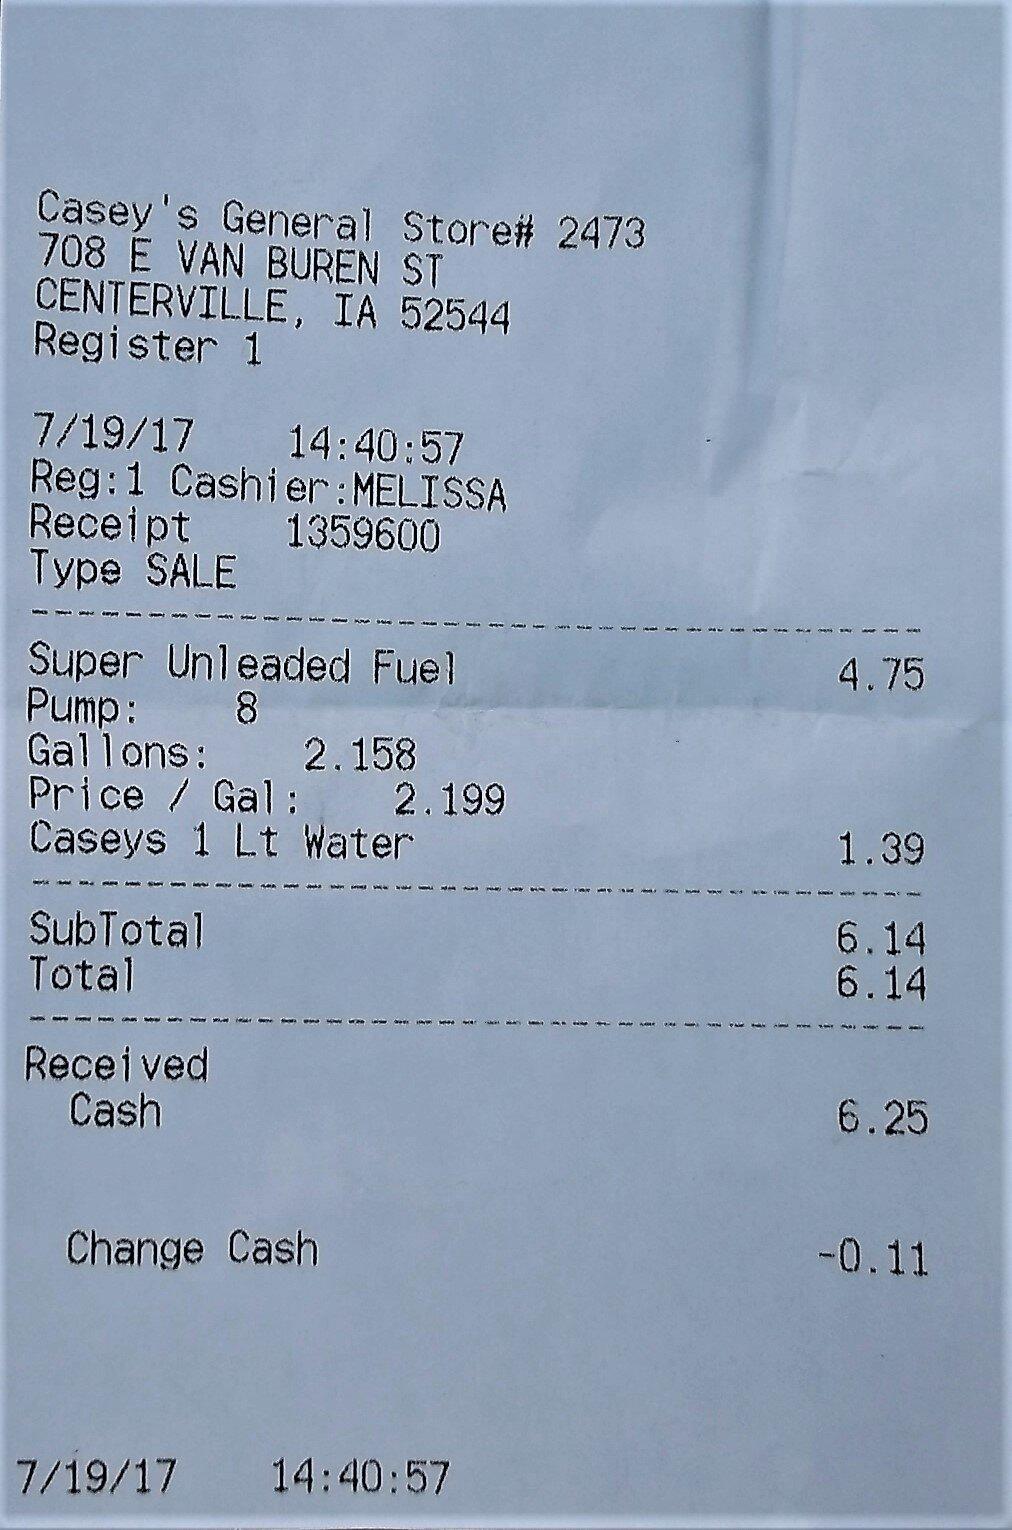 Casey's General Store# 2473
708 E VAN BUREN ST
CENTERVILLE, IA 52544
Register 1
7/19/17 14:40:57
Reg:1 Cashier:MELISSA
Receipt 1359600
Type SALE
Super Unleaded Fuel 4.75
Pump: 8
Gallons: 2.158
Price / Gal: 2.199
Caseys 1 Lt Water 1.39
SubTotal 6.14
Total 6.14
Received
Cash 6.25
Change Cash -0.11
7/19/17 14:40:57